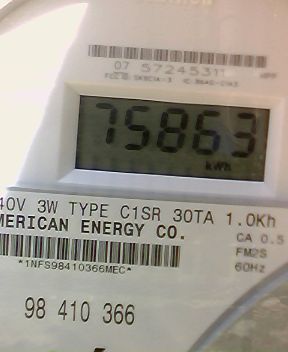 07 5724531
75863
kWh
40V 3W TYPE C1SR 30TA 1.0Kh
MERICAN ENERGY CO.
CA 0.5
FM2S
60Hz
*1NFS98410366MEC*
98 410 366